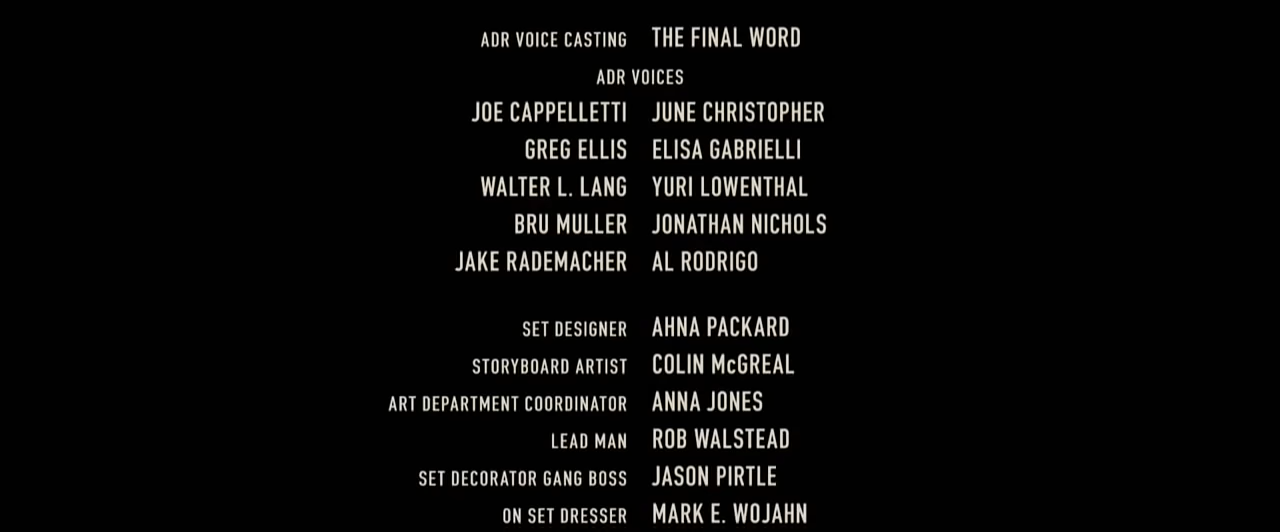 ADR VOICE CASTING THE FINAL WORD
ADR VOICES
JOE CAPPELLETTI JUNE CHRISTOPHER
GREG ELLIS ELISA GABRIELLI
WALTER L. LANG YURI LOWENTHAL
BRU MULLER JONATHAN NICHOLS
JAKE RADEMACHER AL RODRIGO
SET DESIGNER AHNA PACKARD
STORYBOARD ARTIST COLIN McGREAL
ART DEPARTMENT COORDINATOR ANNA JONES
LEAD MAN ROB WALSTEAD
SET DECORATOR GANG BOSS JASON PIRTLE
ON SET DRESSER MARK E. WOJAHN